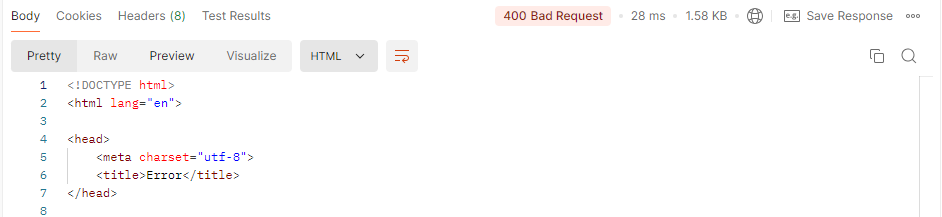 Body Cookies Headers (8) Test Results 400 Bad Request • 28 ms • 1.58 KB • e.g. Save Response
Pretty Raw Preview Visualize HTML
1 <!DOCTYPE html>
2 <html lang="en">
3
4 <head>
5 <meta charset="utf-8">
6 <title>Error</title>
7 </head>
8